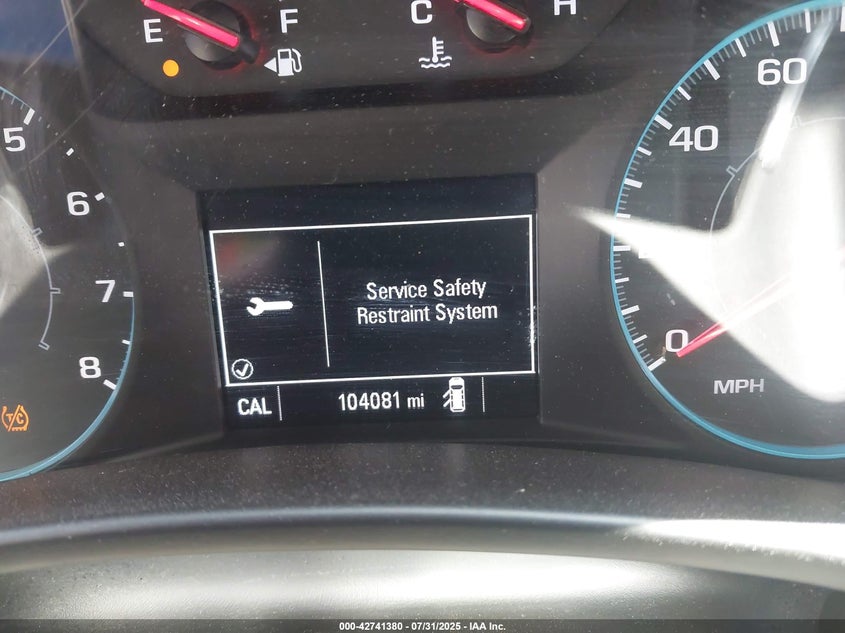 E F
C H
5
6
7
8
T/C
60
40
0
MPH
Service Safety
Restraint System
CAL 104081 mi
000-42741380 - 07/31/2025 - IAA Inc.